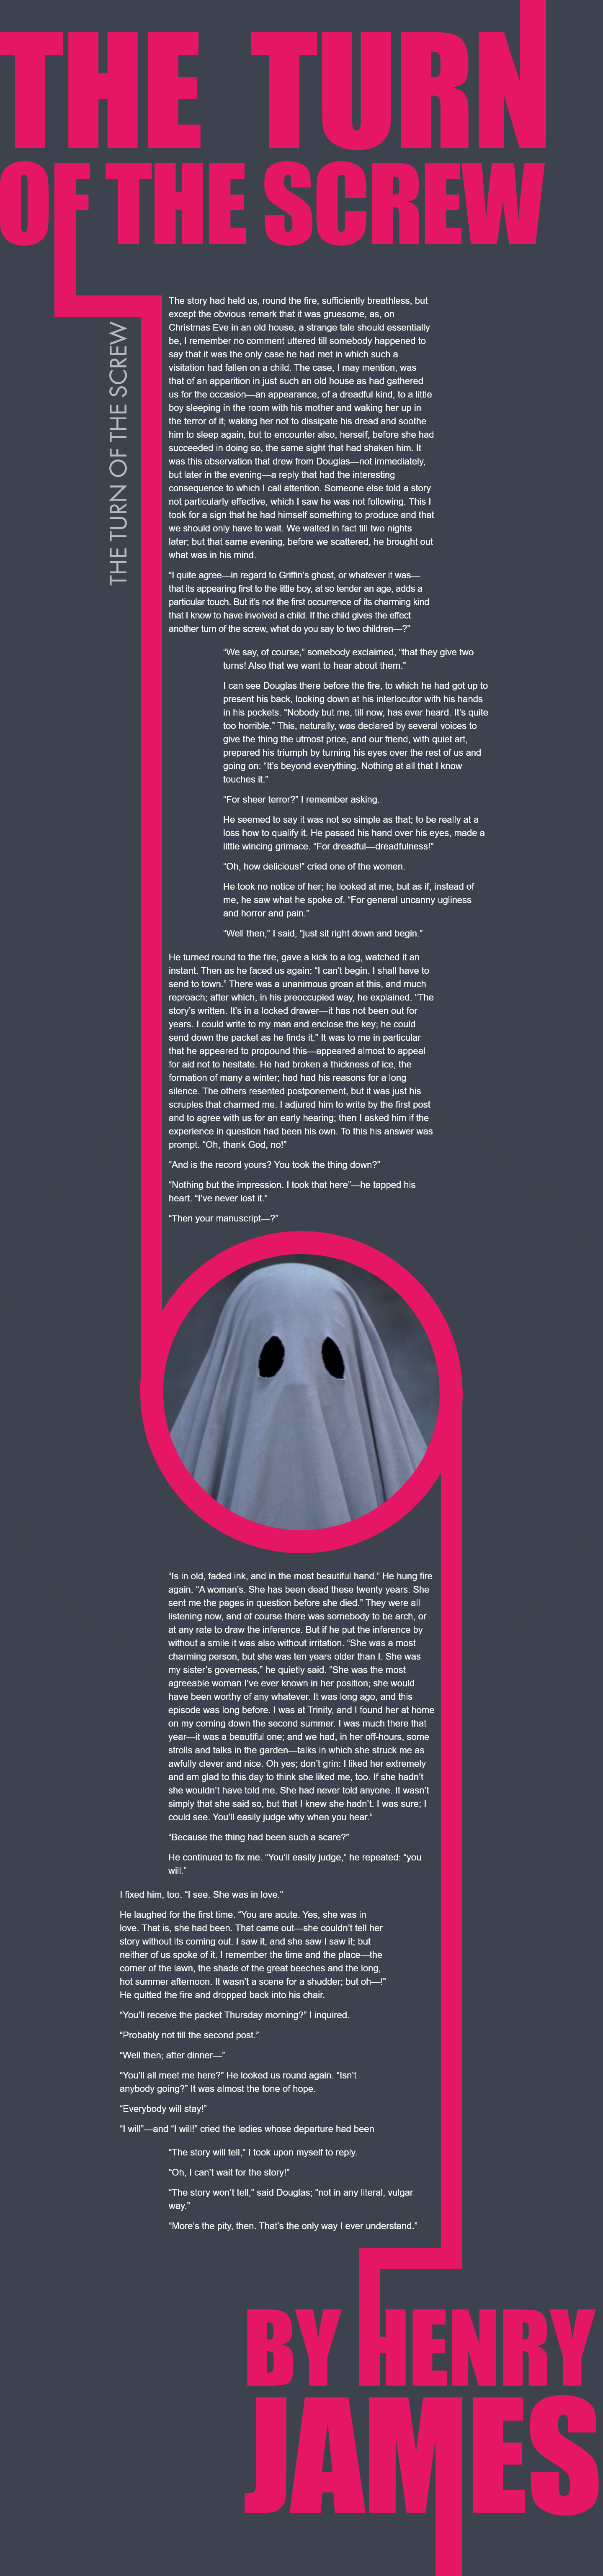 THE TURN
OF THE SCREW
THE TURN OF THE SCREW
The story had held us, round the fire, sufficiently breathless, but
except the obvious remark that it was gruesome, as, on
Christmas Eve in an old house, a strange tale should essentially
be, I remember no comment uttered till somebody happened to
say that it was the only case he had met in which such a
visitation had fallen on a child. The case, I may mention, was
that of an apparition in just such an old house as had gathered
us for the occasion—an appearance, of a dreadful kind, to a little
boy sleeping in the room with his mother and waking her up in
the terror of it; waking her not to dissipate his dread and soothe
him to sleep again, but to encounter also, herself, before she had
succeeded in doing so, the same sight that had shaken him. It
was this observation that drew from Douglas—not immediately,
but later in the evening—a reply that had the interesting
consequence to which I call attention. Someone else told a story
not particularly effective, which I saw he was not following. This I
took for a sign that he had himself something to produce and that
we should only have to wait. We waited in fact till two nights
later; but that same evening, before we scattered, he brought out
what was in his mind.
“I quite agree—in regard to Griffin’s ghost, or whatever it was—
that its appearing first to the little boy, at so tender an age, adds a
particular touch. But it’s not the first occurrence of its charming kind
that I know to have involved a child. If the child gives the effect
another turn of the screw, what do you say to two children—?”
“We say, of course,” somebody exclaimed, “that they give two
turns! Also that we want to hear about them.”
I can see Douglas there before the fire, to which he had got up to
present his back, looking down at his interlocutor with his hands
in his pockets. “Nobody but me, till now, has ever heard. It’s quite
too horrible.” This, naturally, was declared by several voices to
give the thing the utmost price, and our friend, with quiet art,
prepared his triumph by turning his eyes over the rest of us and
going on: “It’s beyond everything. Nothing at all that I know
touches it.”
“For sheer terror?” I remember asking.
He seemed to say it was not so simple as that; to be really at a
loss how to qualify it. He passed his hand over his eyes, made a
little wincing grimace. “For dreadful—dreadfulness!”
“Oh, how delicious!” cried one of the women.
He took no notice of her; he looked at me, but as if, instead of
me, he saw what he spoke of. “For general uncanny ugliness
and horror and pain.”
“Well then,” I said, “just sit right down and begin.”
He turned round to the fire, gave a kick to a log, watched it an
instant. Then as he faced us again: “I can’t begin. I shall have to
send to town.” There was a unanimous groan at this, and much
reproach; after which, in his preoccupied way, he explained. “The
story’s written. It’s in a locked drawer—it has not been out for
years. I could write to my man and enclose the key; he could
send down the packet as he finds it.” It was to me in particular
that he appeared to propound this—appeared almost to appeal
for aid not to hesitate. He had broken a thickness of ice, the
formation of many a winter; had had his reasons for a long
silence. The others resented postponement, but it was just his
scruples that charmed me. I adjured him to write by the first post
and to agree with us for an early hearing; then I asked him if the
experience in question had been his own. To this his answer was
prompt. “Oh, thank God, no!”
“And is the record yours? You took the thing down?”
“Nothing but the impression. I took that here”—he tapped his
heart. “I’ve never lost it.”
“Then your manuscript—?”
“Is in old, faded ink, and in the most beautiful hand.” He hung fire
again. “A woman’s. She has been dead these twenty years. She
sent me the pages in question before she died.” They were all
listening now, and of course there was somebody to be arch, or
at any rate to draw the inference. But if he put the inference by
without a smile it was also without irritation. “She was a most
charming person, but she was ten years older than I. She was
my sister’s governess,” he quietly said. “She was the most
agreeable woman I’ve ever known in her position; she would
have been worthy of any whatever. It was long ago, and this
episode was long before. I was at Trinity, and I found her at home
on my coming down the second summer. I was much there that
year—it was a beautiful one; and we had, in her off-hours, some
strolls and talks in the garden—talks in which she struck me as
awfully clever and nice. Oh yes; don’t grin: I liked her extremely
and am glad to this day to think she liked me, too. If she hadn’t
she wouldn’t have told me. She had never told anyone. It wasn’t
simply that she said so, but that I knew she hadn’t. I was sure; I
could see. You’ll easily judge why when you hear.”
“Because the thing had been such a scare?”
He continued to fix me. “You’ll easily judge,” he repeated: “you
will.”
I fixed him, too. “I see. She was in love.”
He laughed for the first time. “You are acute. Yes, she was in
love. That is, she had been. That came out—she couldn’t tell her
story without its coming out. I saw it, and she saw I saw it; but
neither of us spoke of it. I remember the time and the place—the
corner of the lawn, the shade of the great beeches and the long,
hot summer afternoon. It wasn’t a scene for a shudder; but oh—!”
He quitted the fire and dropped back into his chair.
“You’ll receive the packet Thursday morning?” I inquired.
“Probably not till the second post.”
“Well then; after dinner—”
“You’ll all meet me here?” He looked us round again. “Isn’t
anybody going?” It was almost the tone of hope.
“Everybody will stay!”
“I will”—and “I will!” cried the ladies whose departure had been
“The story will tell,” I took upon myself to reply.
“Oh, I can’t wait for the story!”
“The story won’t tell,” said Douglas; “not in any literal, vulgar
way.”
“More’s the pity, then. That’s the only way I ever understand.”
BY HENRY
JAMES